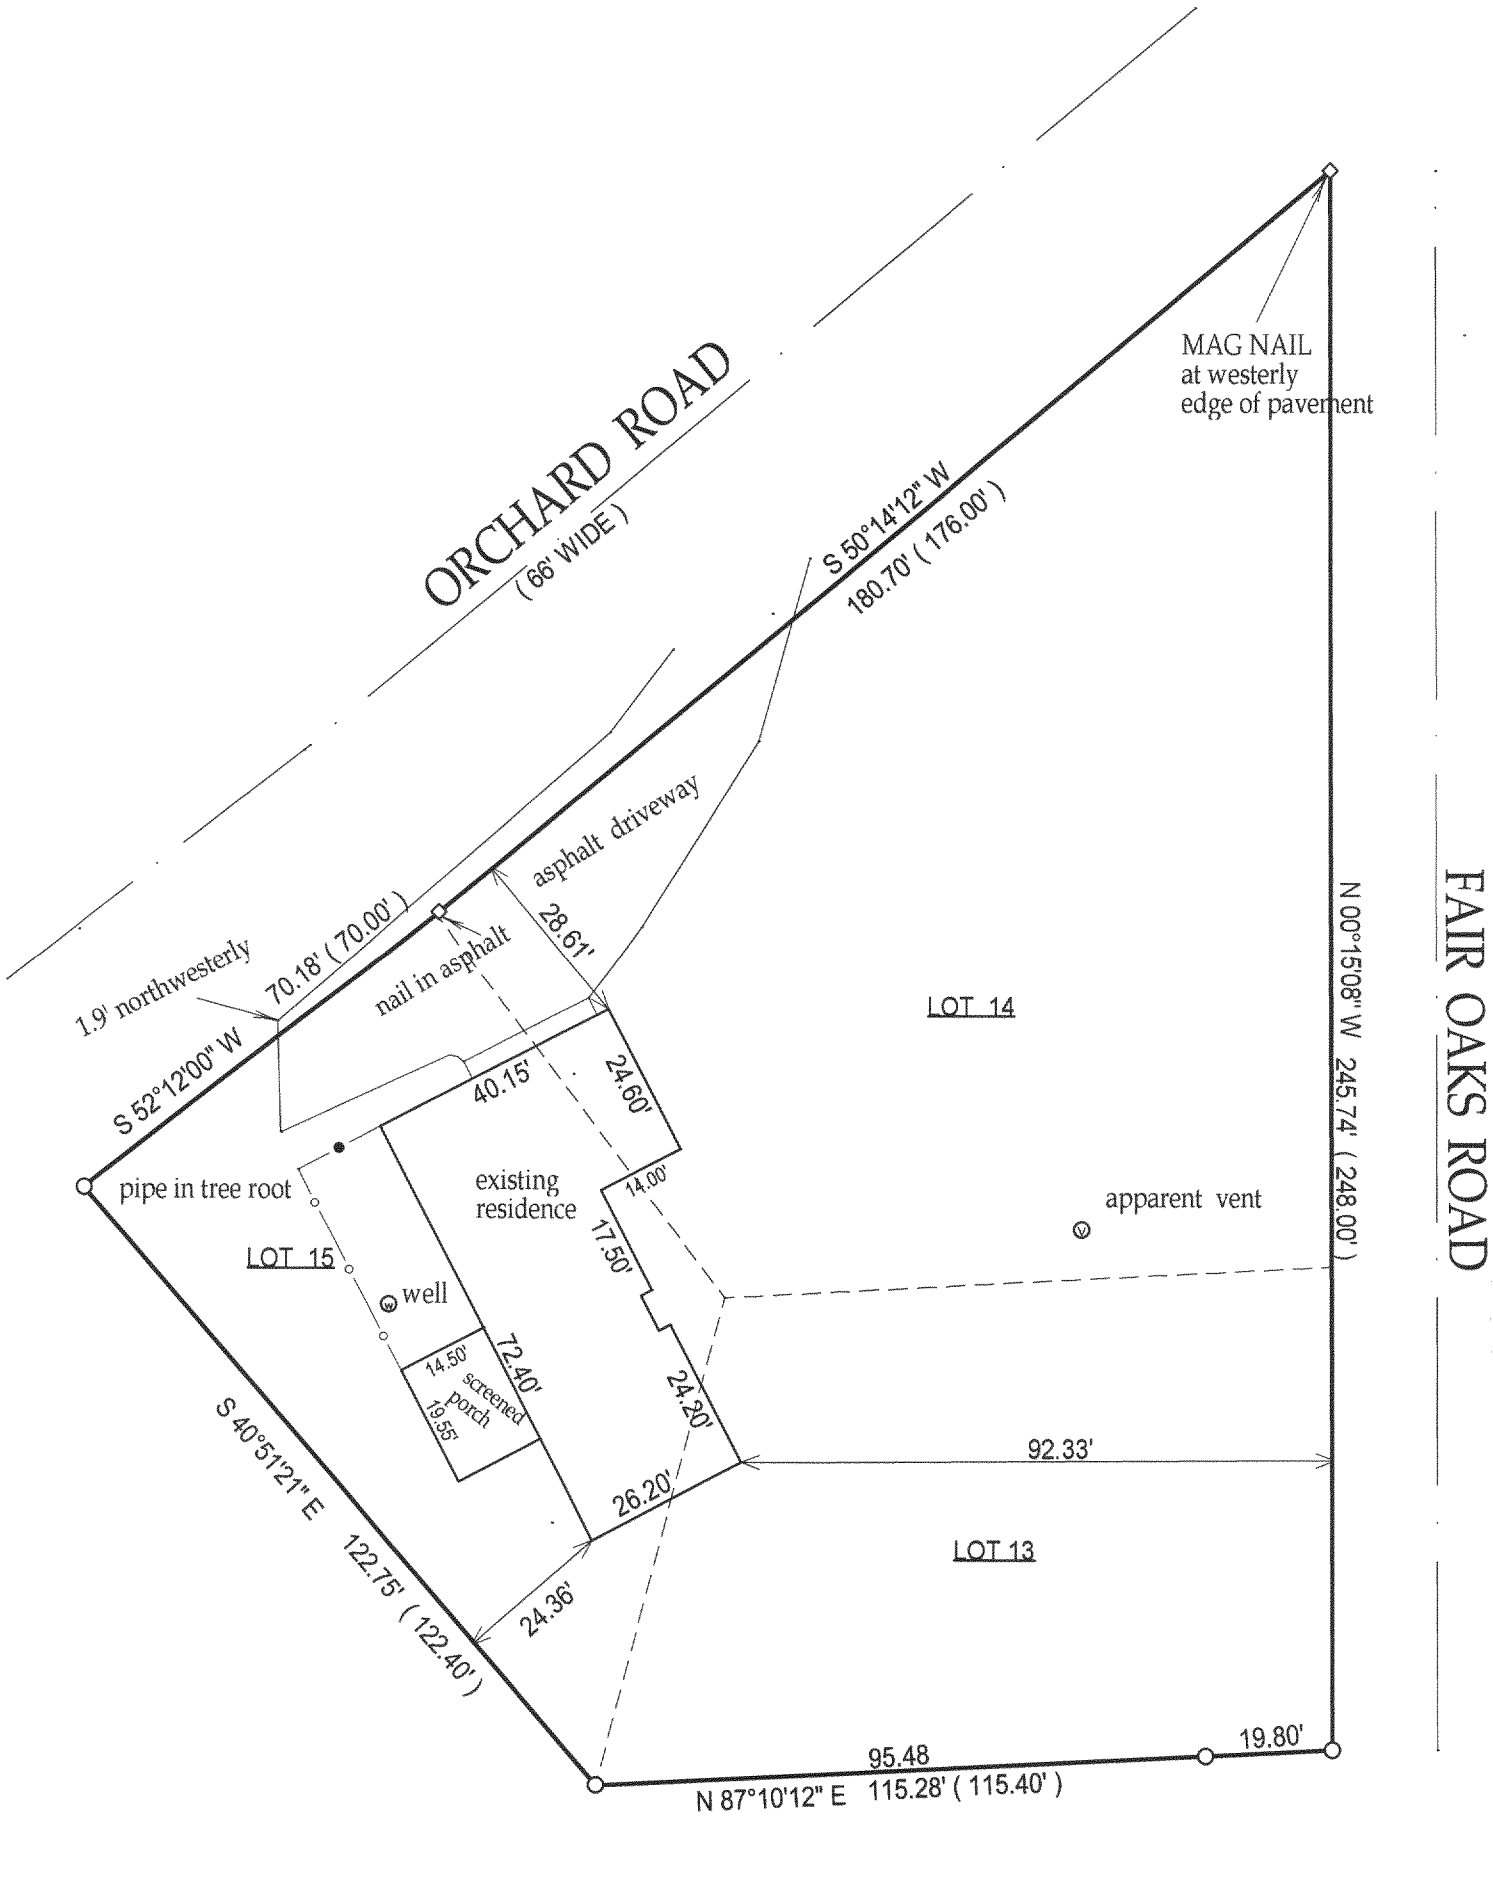 MAG NAIL
at westerly
edge of pavement
ORCHARD ROAD
( 66' WIDE )
S 50°14'12" W
180.70' ( 176.00' )
asphalt driveway
28.61'
70.18' ( 70.00' )
nail in asphalt
1.9' northwesterly
S 52°12'00" W
FAIR OAKS ROAD
N 00°15'08" W 245.74' ( 248.00' )
LOT 14
40.15'
24.60'
pipe in tree root
existing
residence
14.00'
apparent vent
V
17.50'
LOT 15
well
W
14.50'
72.40'
screened
porch
19.55'
24.20'
S 40°51'21" E 122.75' ( 122.40' )
92.33'
26.20'
LOT 13
24.36'
95.48
19.80'
N 87°10'12" E 115.28' ( 115.40' )